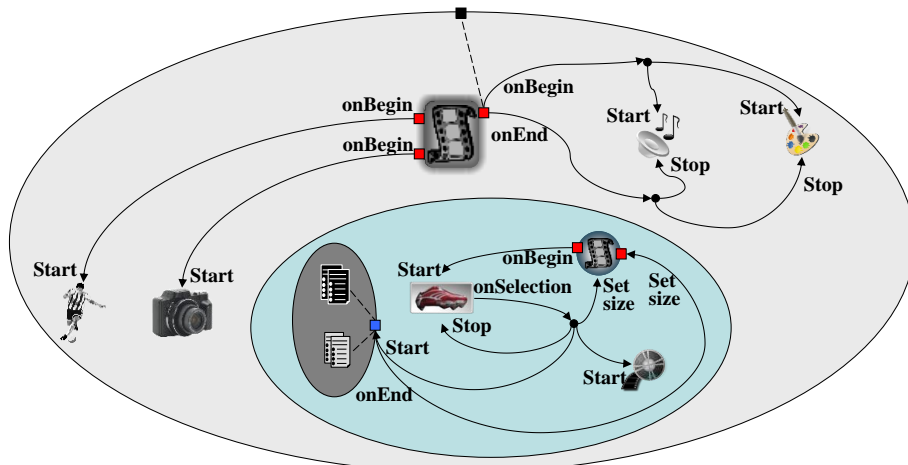 onBegin
onBegin
onEnd
onBegin
Start
Start
Stop
Stop
Start
Start
onBegin
Start
onSelection
Set
size
Set
size
Stop
Start
Start
onEnd